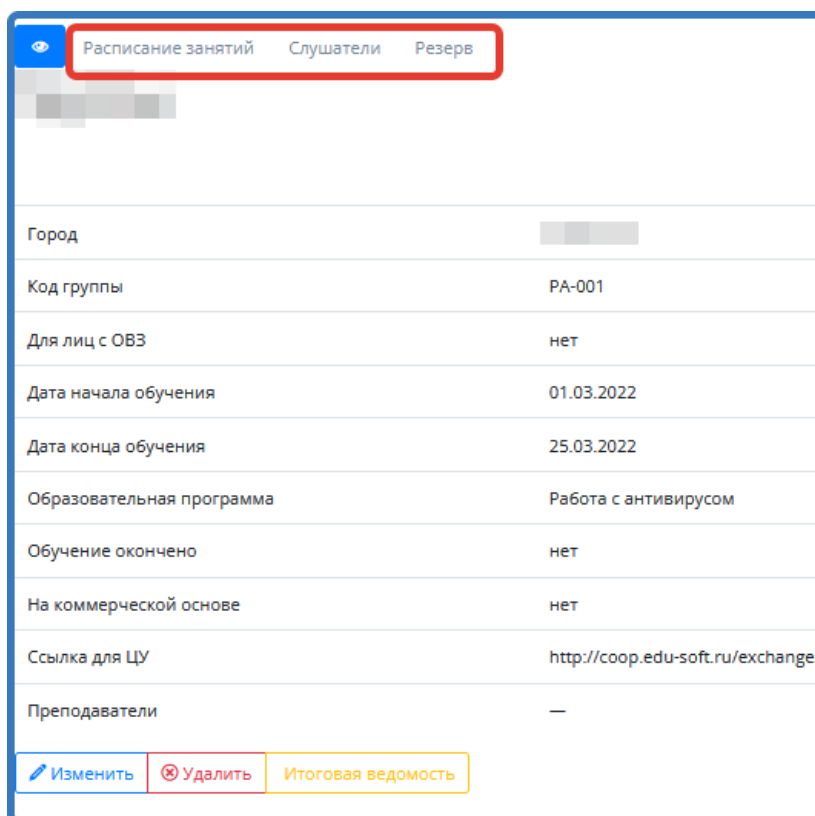 Расписание занятий Слушатели Резерв
Город
Код группы РА-001
Для лиц с ОВЗ нет
Дата начала обучения 01.03.2022
Дата конца обучения 25.03.2022
Образовательная программа Работа с антивирусом
Обучение окончено нет
На коммерческой основе нет
Ссылка для ЦУ http://coop.edu-soft.ru/exchange
Преподаватели —
Изменить Удалить Итоговая ведомость